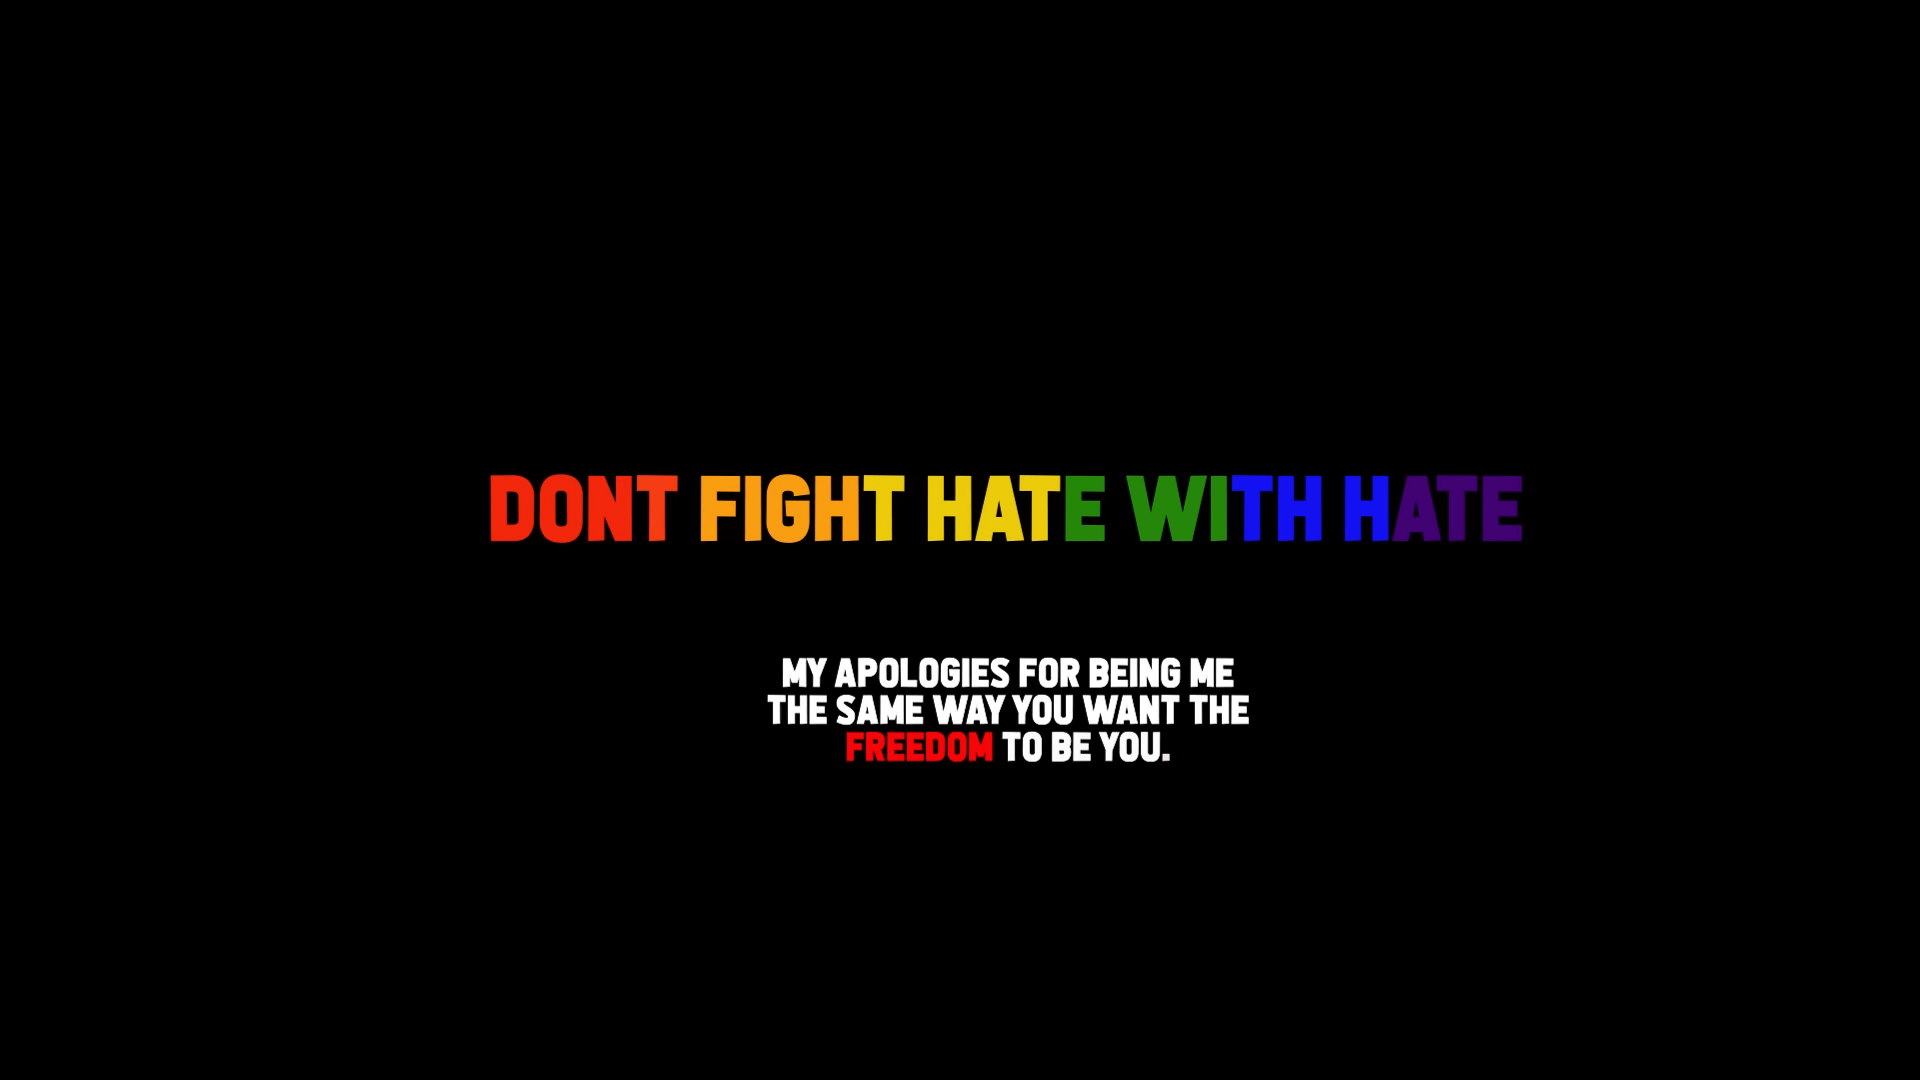 DONT FIGHT HATE WITH HATE
MY APOLOGIES FOR BEING ME
THE SAME WAY YOU WANT THE
FREEDOM TO BE YOU.